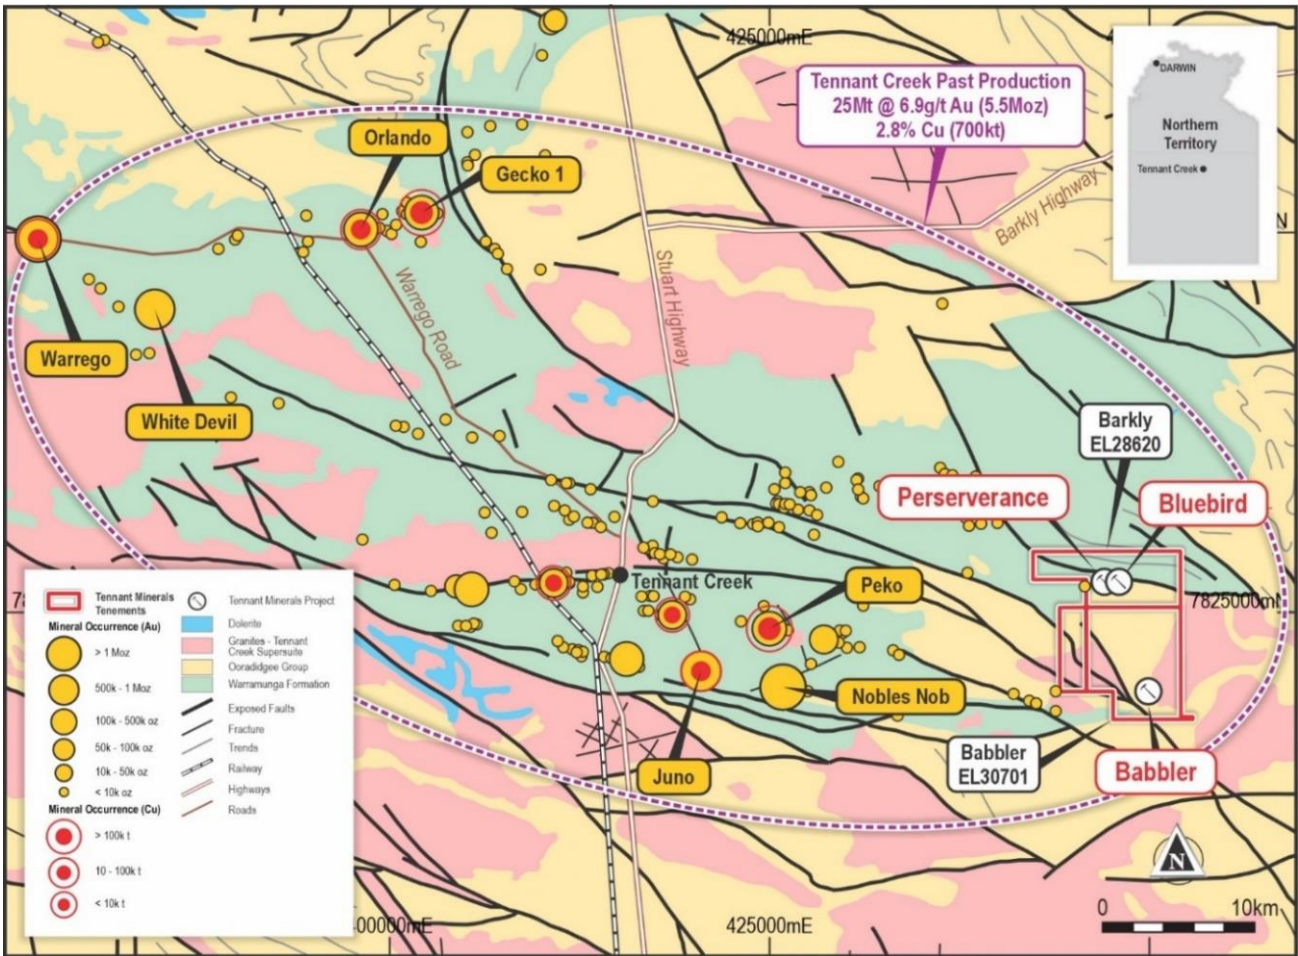 425000mE
4
Tennant Creek Past Production
25Mt @ 6.9g/t Au (5.5Moz)
2.8% Cu (700kt)
DARWIN
Northern
Territory
Tennant Creek
N
Orlando
Gecko 1
Barkly Highway
Stuart Highway
Warrego Road
Warrego
White Devil
Barkly
EL28620
Perserverance
Bluebird
Tennant Creek
Peko
78
7825000mN
Nobles Nob
Juno
Babbler
EL30701
Babbler
Tennant Minerals
Tenements
Mineral Occurrence (Au)
> 1 Moz
500k - 1 Moz
100k - 500k oz
50k - 100k oz
10k - 50k oz
< 10k oz
Mineral Occurrence (Cu)
> 100k t
10 - 100k t
< 10k t
Tennant Minerals Project
Dolerite
Granites - Tennant
Creek Supersuite
Ooradidgee Group
Warramunga Formation
Exposed Faults
Fracture
Trends
Railway
Highways
Roads
00000mE
425000mE
N
0 10km